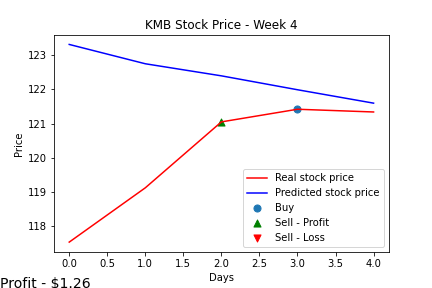 KMB Stock Price - Week 4
Price
123
122
121
120
119
118
Real stock price
Predicted stock price
Buy
Sell - Profit
Sell - Loss
0.0 0.5 1.0 1.5 2.0 2.5 3.0 3.5 4.0
Days
Profit - $1.26